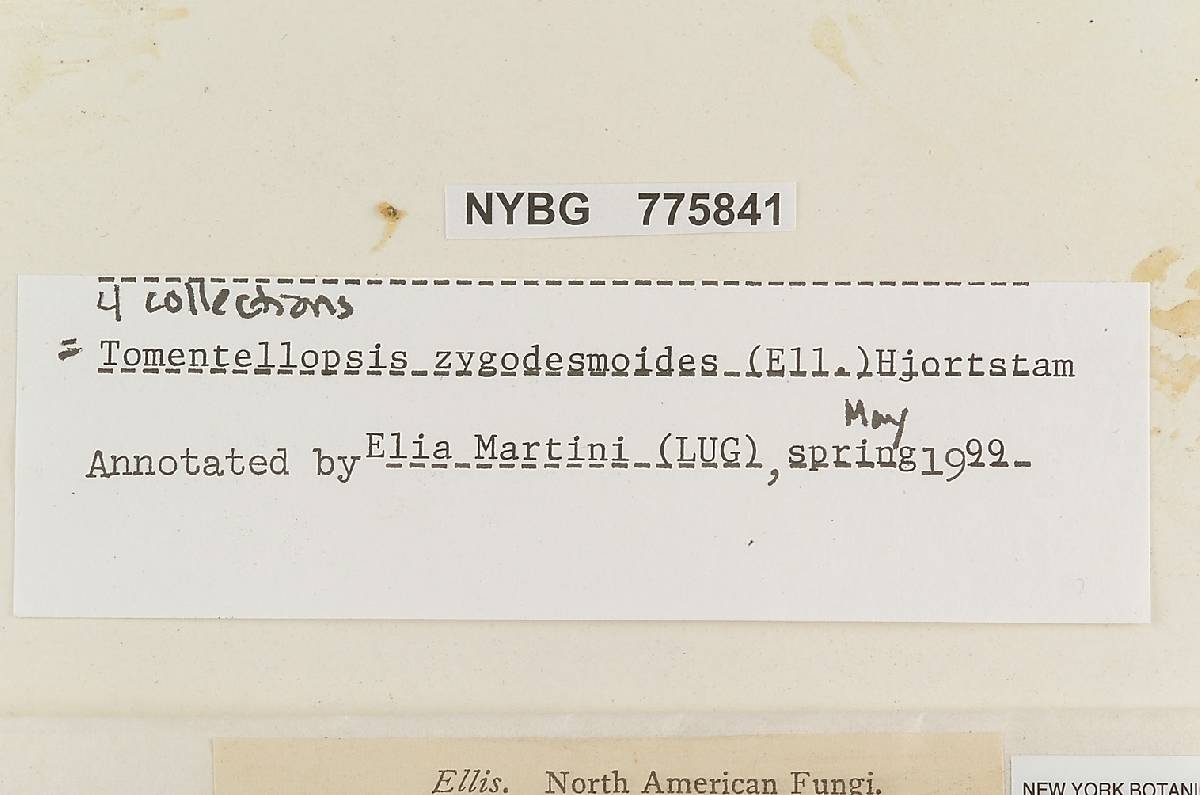 NYBG 775841
4 collections
= Tomentellopsis zygodesmoides (Ell.) Hjortstam
May
Annotated by Elia Martini (LUG), spring 1999
Ellis. North American Fungi.
NEW YORK BOTANI